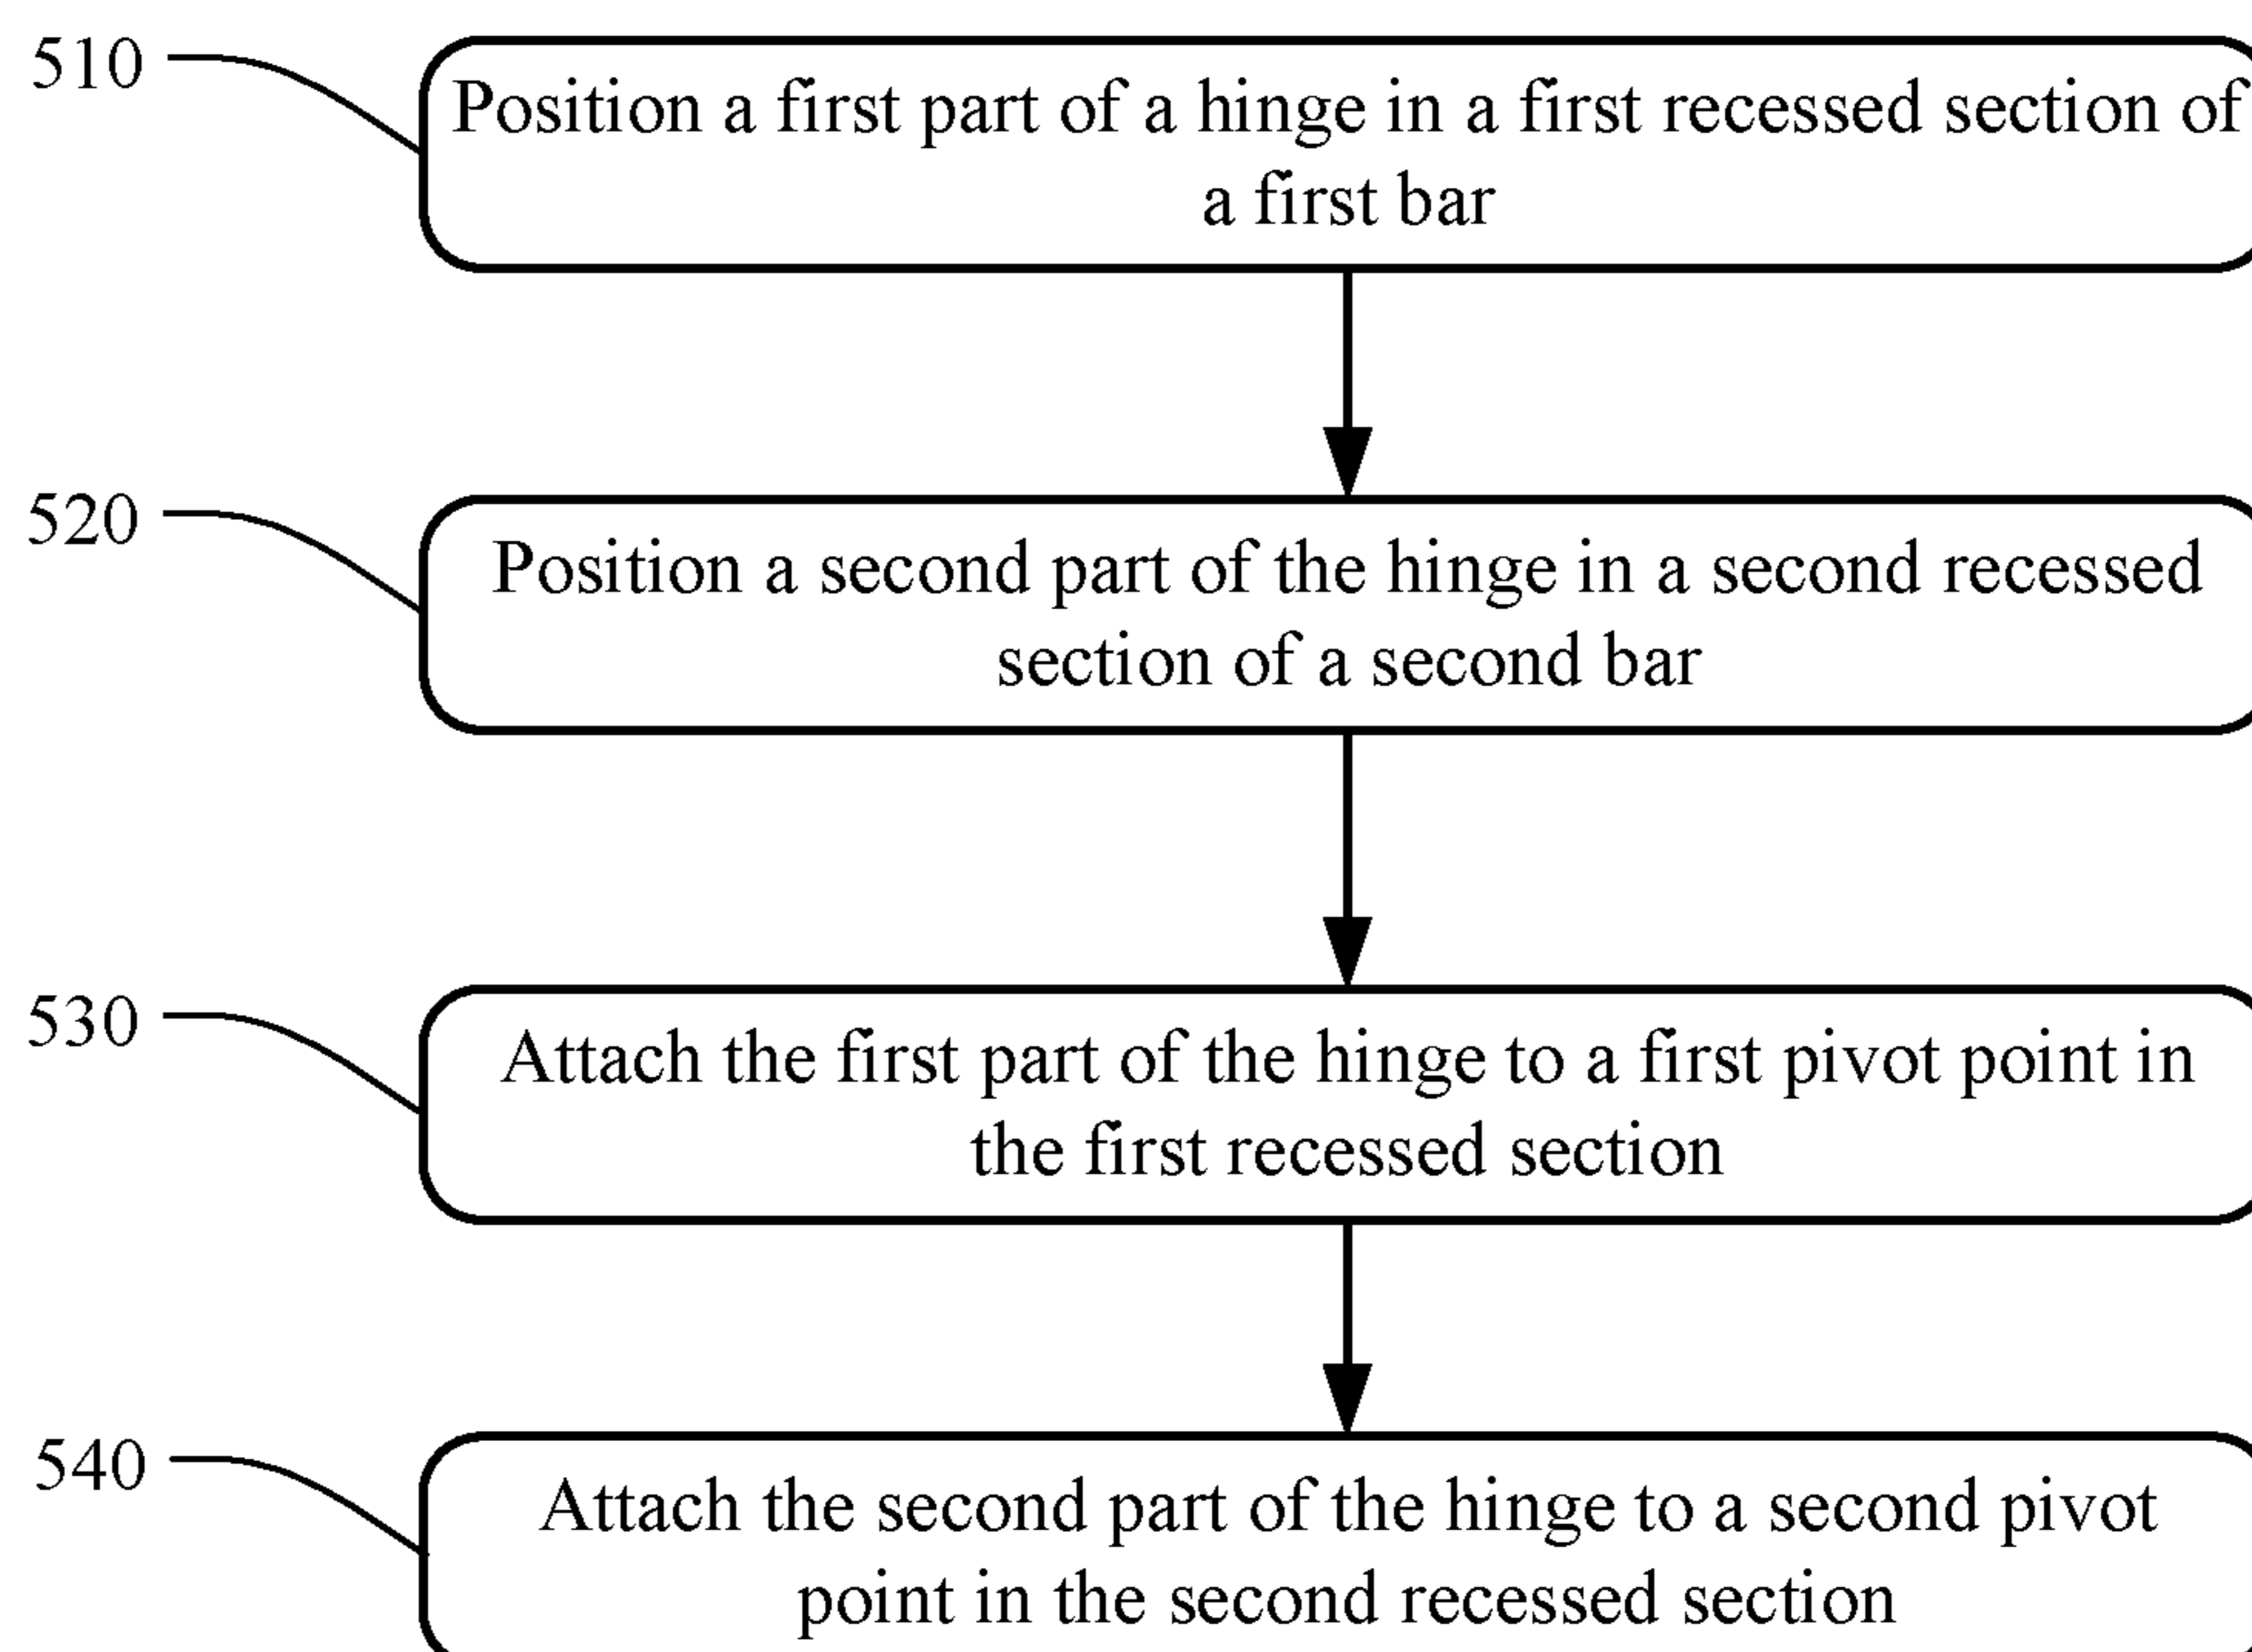 510
Position a first part of a hinge in a first recessed section of
a first bar
520
Position a second part of the hinge in a second recessed
section of a second bar
530
Attach the first part of the hinge to a first pivot point in
the first recessed section
540
Attach the second part of the hinge to a second pivot
point in the second recessed section